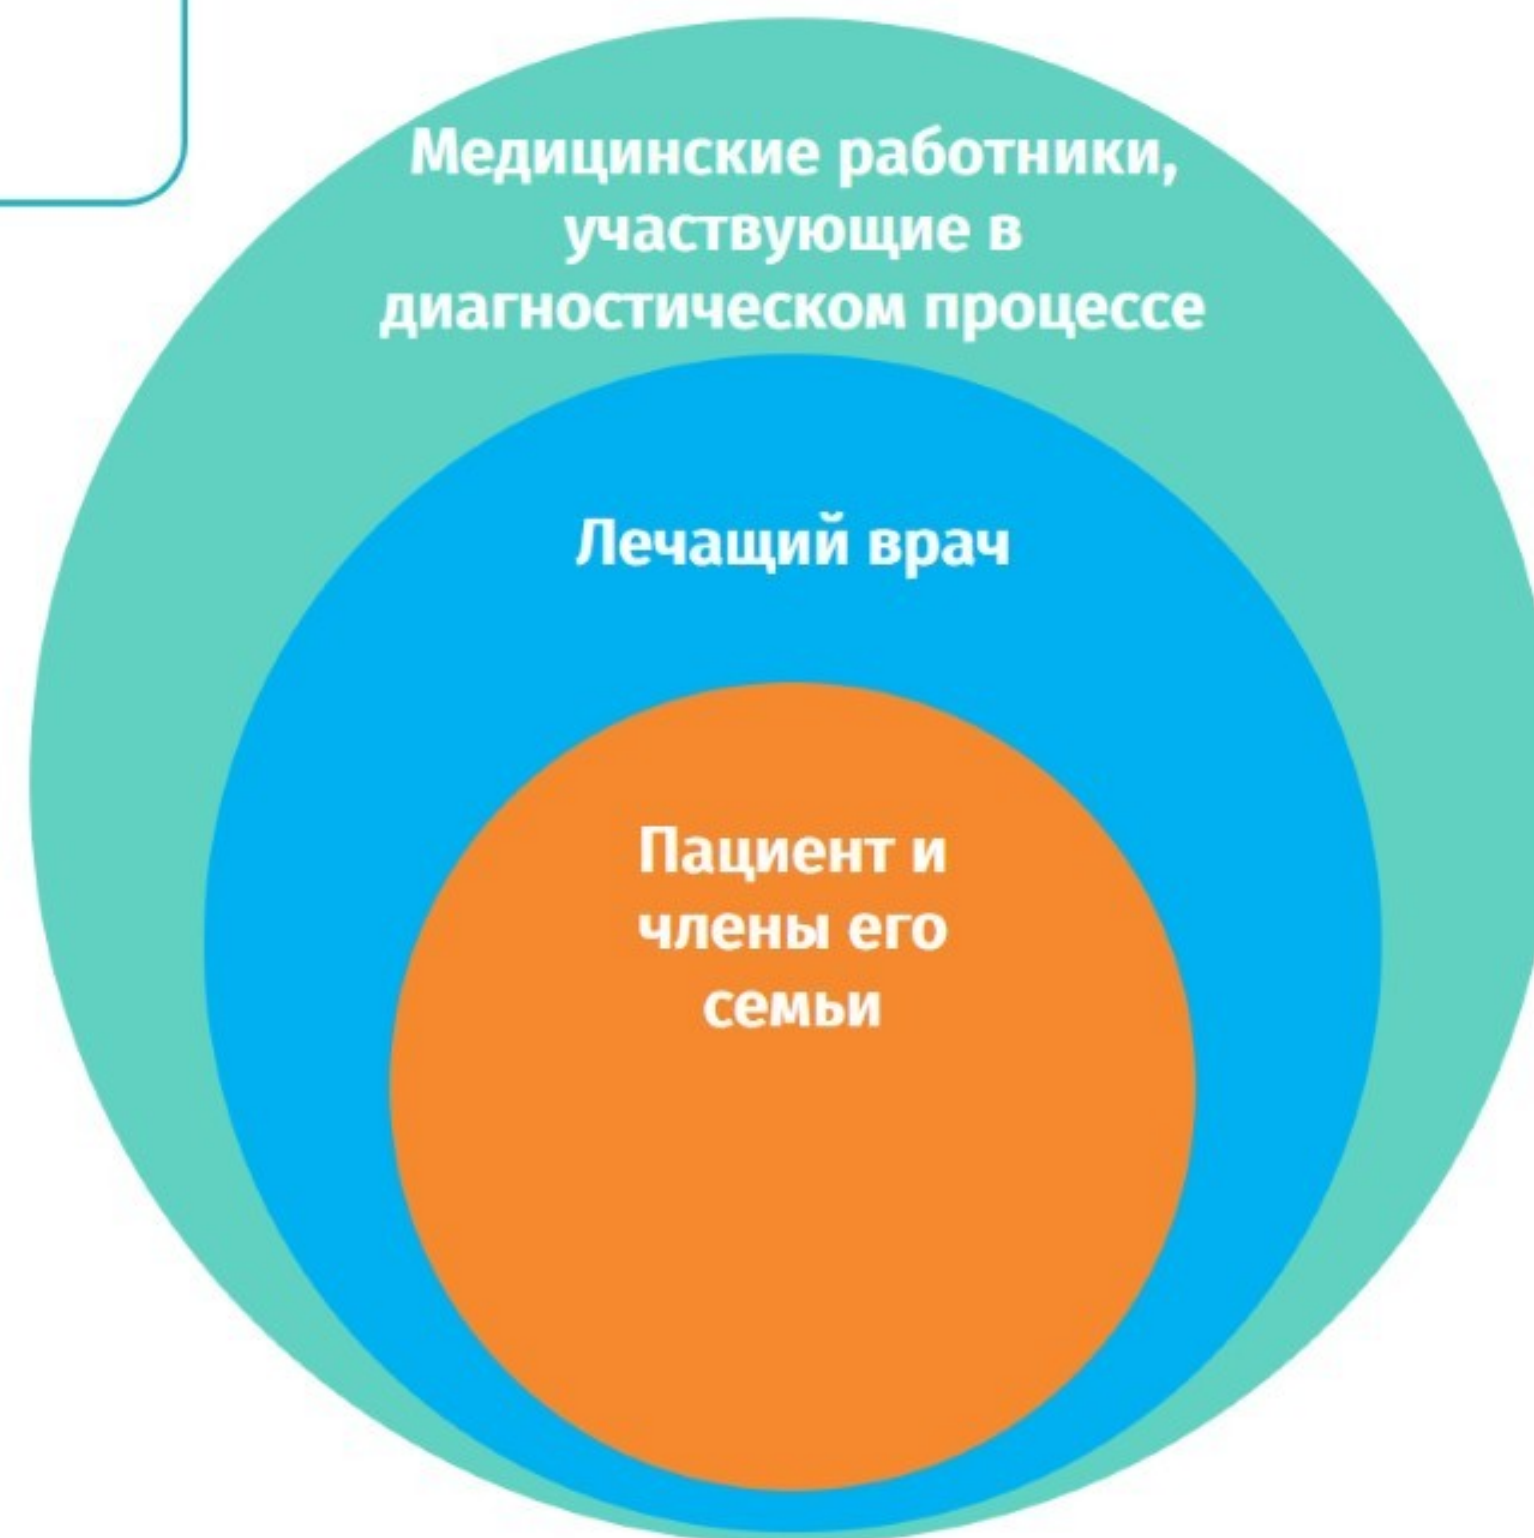 Медицинские работники,
участвующие в
диагностическом процессе
Лечащий врач
Пациент и
члены его
семьи